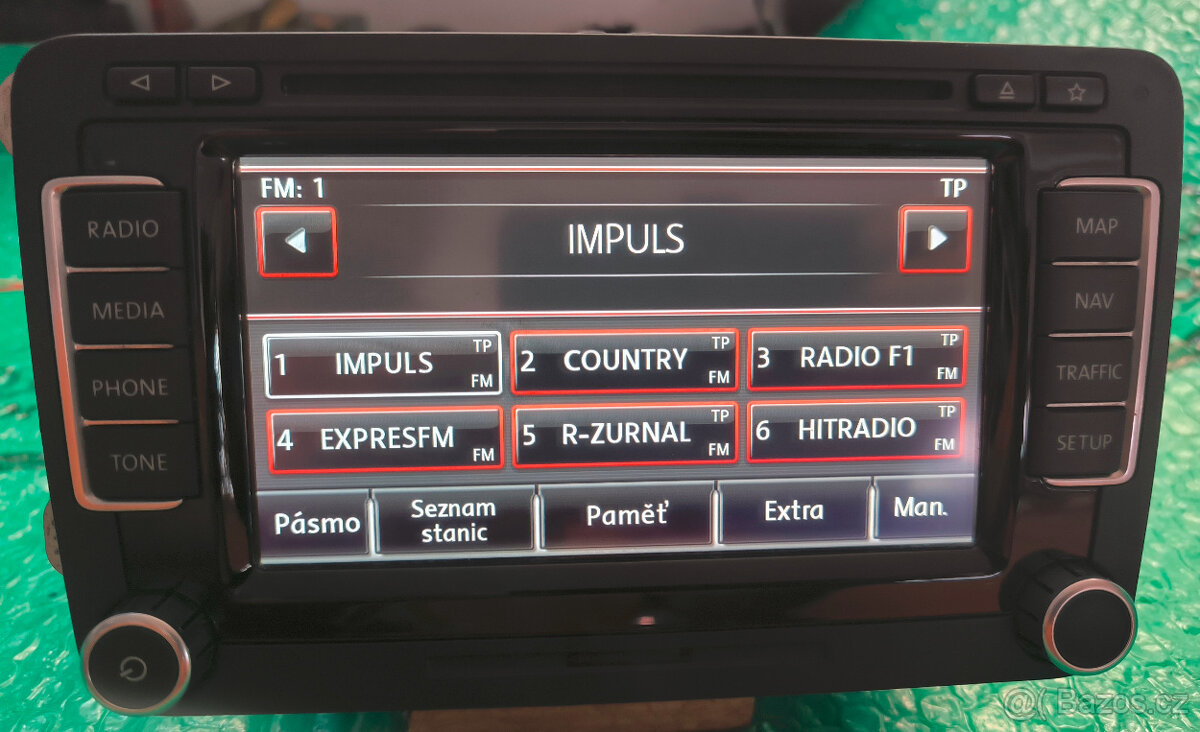 FM: 1
TP
IMPULS
RADIO
MEDIA
PHONE
TONE
1 IMPULS TP FM
2 COUNTRY TP FM
3 RADIO F1 TP FM
4 EXPRESFM FM
5 R-ZURNAL TP FM
6 HITRADIO TP FM
Pásmo
Seznam
stanic
Paměť
Extra
Man.
MAP
NAV
TRAFFIC
SETUP
Bazos.cz